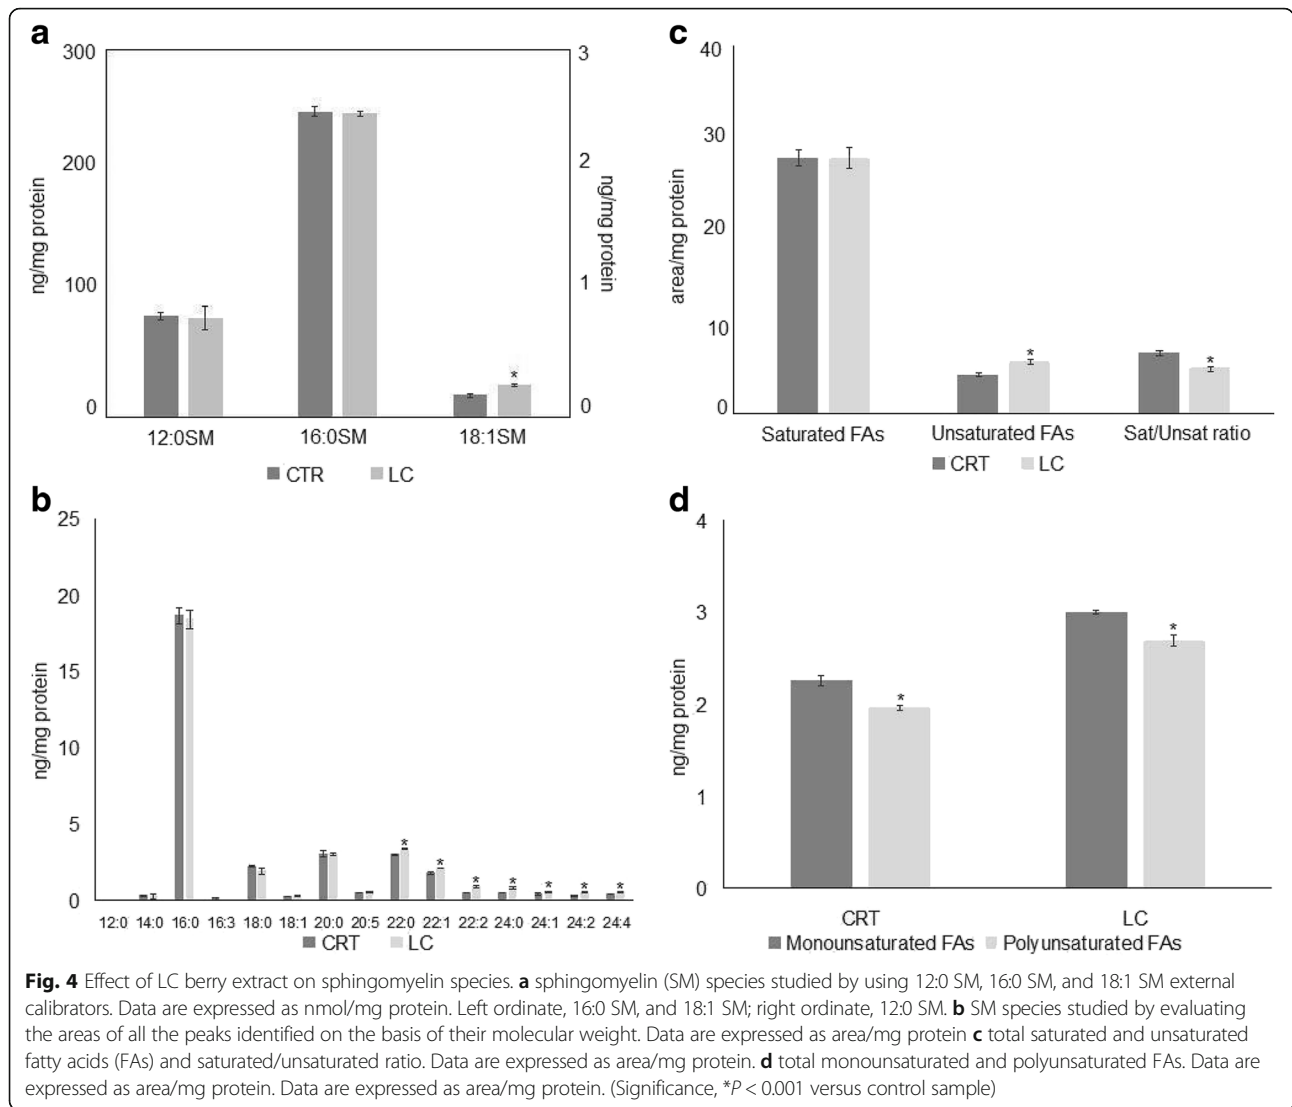 a
300
200
100
0
ng/mg protein
3
2
1
0
ng/mg protein
12:0SM 16:0SM 18:1SM
*
CTR LC
b
25
20
15
10
5
0
ng/mg protein
* * * * * * * *
12:0 14:0 16:0 16:3 18:0 18:1 20:0 20:5 22:0 22:1 22:2 24:0 24:1 24:2 24:4
CRT LC
c
40
30
20
10
0
area/mg protein
* *
Saturated FAs Unsaturated FAs Sat/Unsat ratio
CRT LC
d
4
3
2
1
0
ng/mg protein
* *
CRT LC
Monounsaturated FAs Polyunsaturated FAs
Fig. 4 Effect of LC berry extract on sphingomyelin species. a sphingomyelin (SM) species studied by using 12:0 SM, 16:0 SM, and 18:1 SM external
calibrators. Data are expressed as nmol/mg protein. Left ordinate, 16:0 SM, and 18:1 SM; right ordinate, 12:0 SM. b SM species studied by evaluating
the areas of all the peaks identified on the basis of their molecular weight. Data are expressed as area/mg protein c total saturated and unsaturated
fatty acids (FAs) and saturated/unsaturated ratio. Data are expressed as area/mg protein. d total monounsaturated and polyunsaturated FAs. Data are
expressed as area/mg protein. Data are expressed as area/mg protein. (Significance, *P < 0.001 versus control sample)